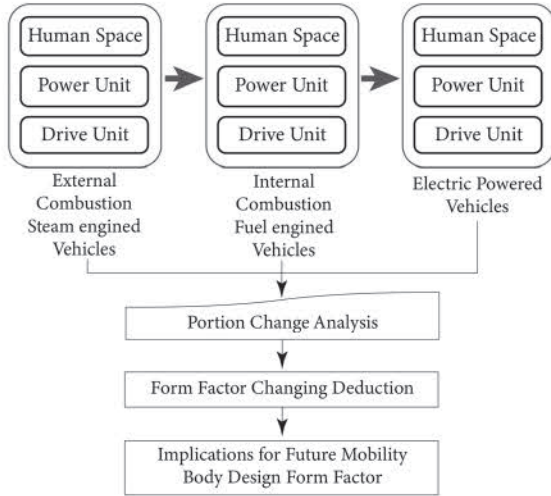 Human Space
Power Unit
Drive Unit
External
Combustion
Steam engined
Vehicles
Human Space
Power Unit
Drive Unit
Internal
Combustion
Fuel engined
Vehicles
Human Space
Power Unit
Drive Unit
Electric Powered
Vehicles
Portion Change Analysis
Form Factor Changing Deduction
Implications for Future Mobility
Body Design Form Factor